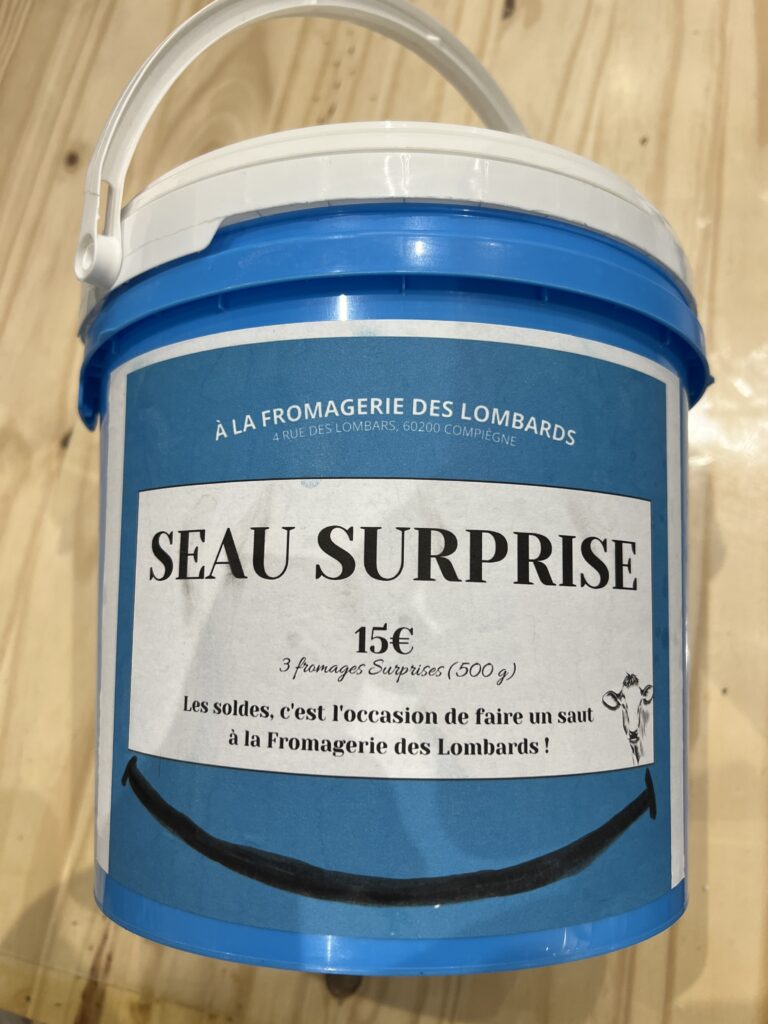 À LA FROMAGERIE DES LOMBARDS
4 RUE DES LOMBARS, 60200 COMPIÈGNE
SEAU SURPRISE
15€
3 fromages Surprises (500 g)
Les soldes, c'est l'occasion de faire un saut
à la Fromagerie des Lombards !